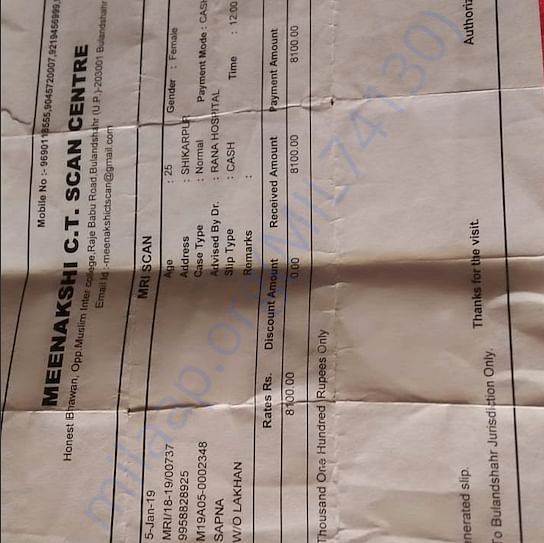 Mobile No :- 9690118555,9045720007,9219456999,
MEENAKSHI C.T. SCAN CENTRE
Honest Bhawan, Opp.Muslim Inter college,Raje Babu Road,Bulandshahr (U.P.)-203001 Bulandshahr
Email Id :-meenakshictscan@gmail.com
MRI SCAN
5-Jan-19 Age : 25 Gender : Female
MRI/18-19/00737 Address : SHIKARPUR
9958828925 Case Type : Normal Payment Mode : CASH
M19A05-0002348 Advised By Dr. : RANA HOSPITAL
SAPNA Slip Type : CASH Time : 12:00
W/O LAKHAN Remarks :
Rates Rs. Discount Amount Received Amount Payment Amount
8100.00 0.00 8100.00 8100.00
Thousand One Hundred Rupees Only
Authoriz
Thanks for the visit.
nerated slip.
To Bulandshahr Jurisdiction Only.
milaap.org(MIL74130)